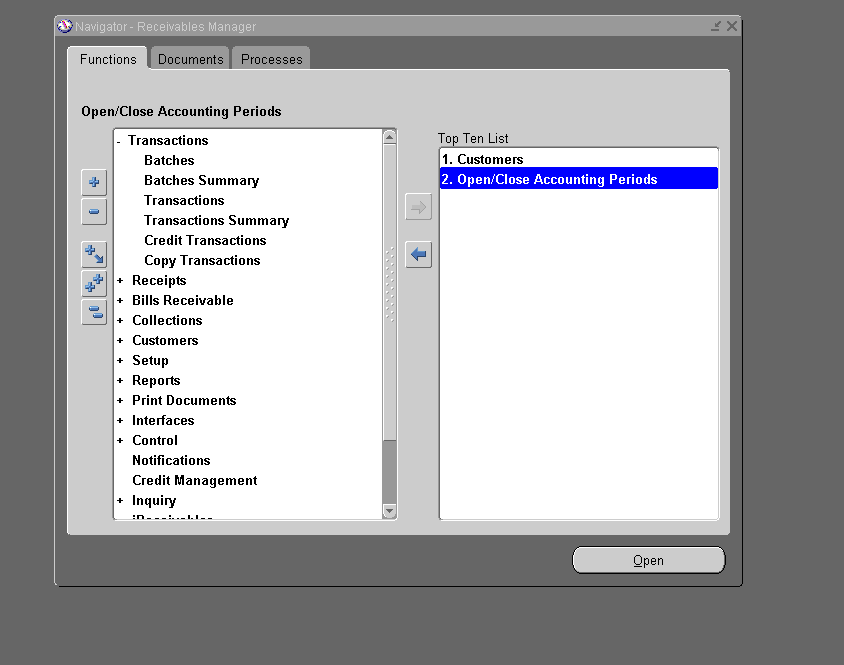 Navigator - Receivables Manager
Functions
Documents
Processes
Open/Close Accounting Periods
- Transactions
Batches
Batches Summary
Transactions
Transactions Summary
Credit Transactions
Copy Transactions
+ Receipts
+ Bills Receivable
+ Collections
+ Customers
+ Setup
+ Reports
+ Print Documents
+ Interfaces
+ Control
Notifications
Credit Management
+ Inquiry
Top Ten List
1. Customers
2. Open/Close Accounting Periods
Open